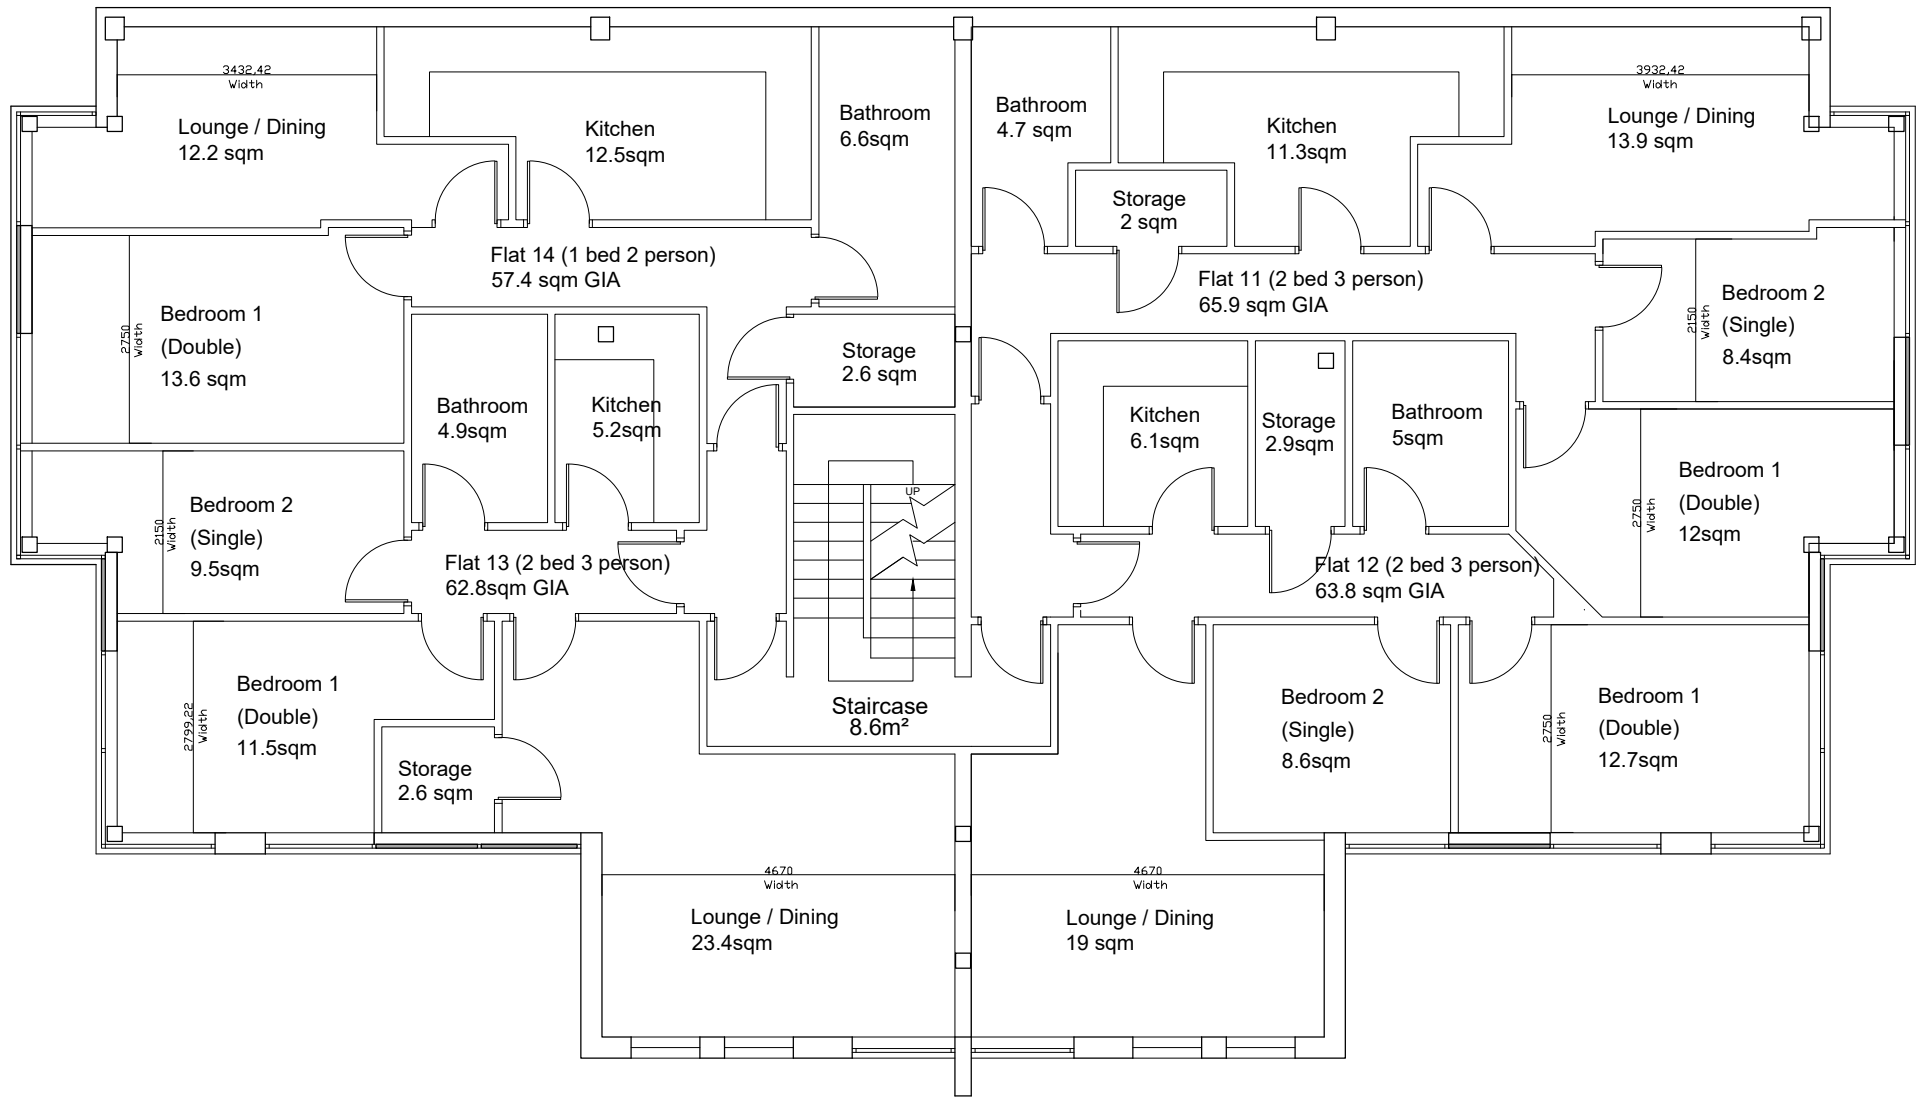 3432,42
Width
Lounge / Dining
12.2 sqm
Kitchen
12.5sqm
Bathroom
6.6sqm
Bathroom
4.7 sqm
Kitchen
11.3sqm
3932,42
Width
Lounge / Dining
13.9 sqm
Storage
2 sqm
Flat 14 (1 bed 2 person)
57.4 sqm GIA
Flat 11 (2 bed 3 person)
65.9 sqm GIA
Bedroom 1
(Double)
13.6 sqm
2750
Width
Bedroom 2
(Single)
8.4sqm
2150
Width
Storage
2.6 sqm
Bathroom
4.9sqm
Kitchen
5.2sqm
Kitchen
6.1sqm
Storage
2.9sqm
Bathroom
5sqm
Bedroom 1
(Double)
12sqm
2750
Width
UP
Bedroom 2
(Single)
9.5sqm
2150
Width
Flat 13 (2 bed 3 person)
62.8sqm GIA
Flat 12 (2 bed 3 person)
63.8 sqm GIA
Bedroom 1
(Double)
11.5sqm
2799,22
Width
Storage
2.6 sqm
Staircase
8.6m²
Bedroom 2
(Single)
8.6sqm
2750
Width
Bedroom 1
(Double)
12.7sqm
4670
Width
Lounge / Dining
23.4sqm
4670
Width
Lounge / Dining
19 sqm